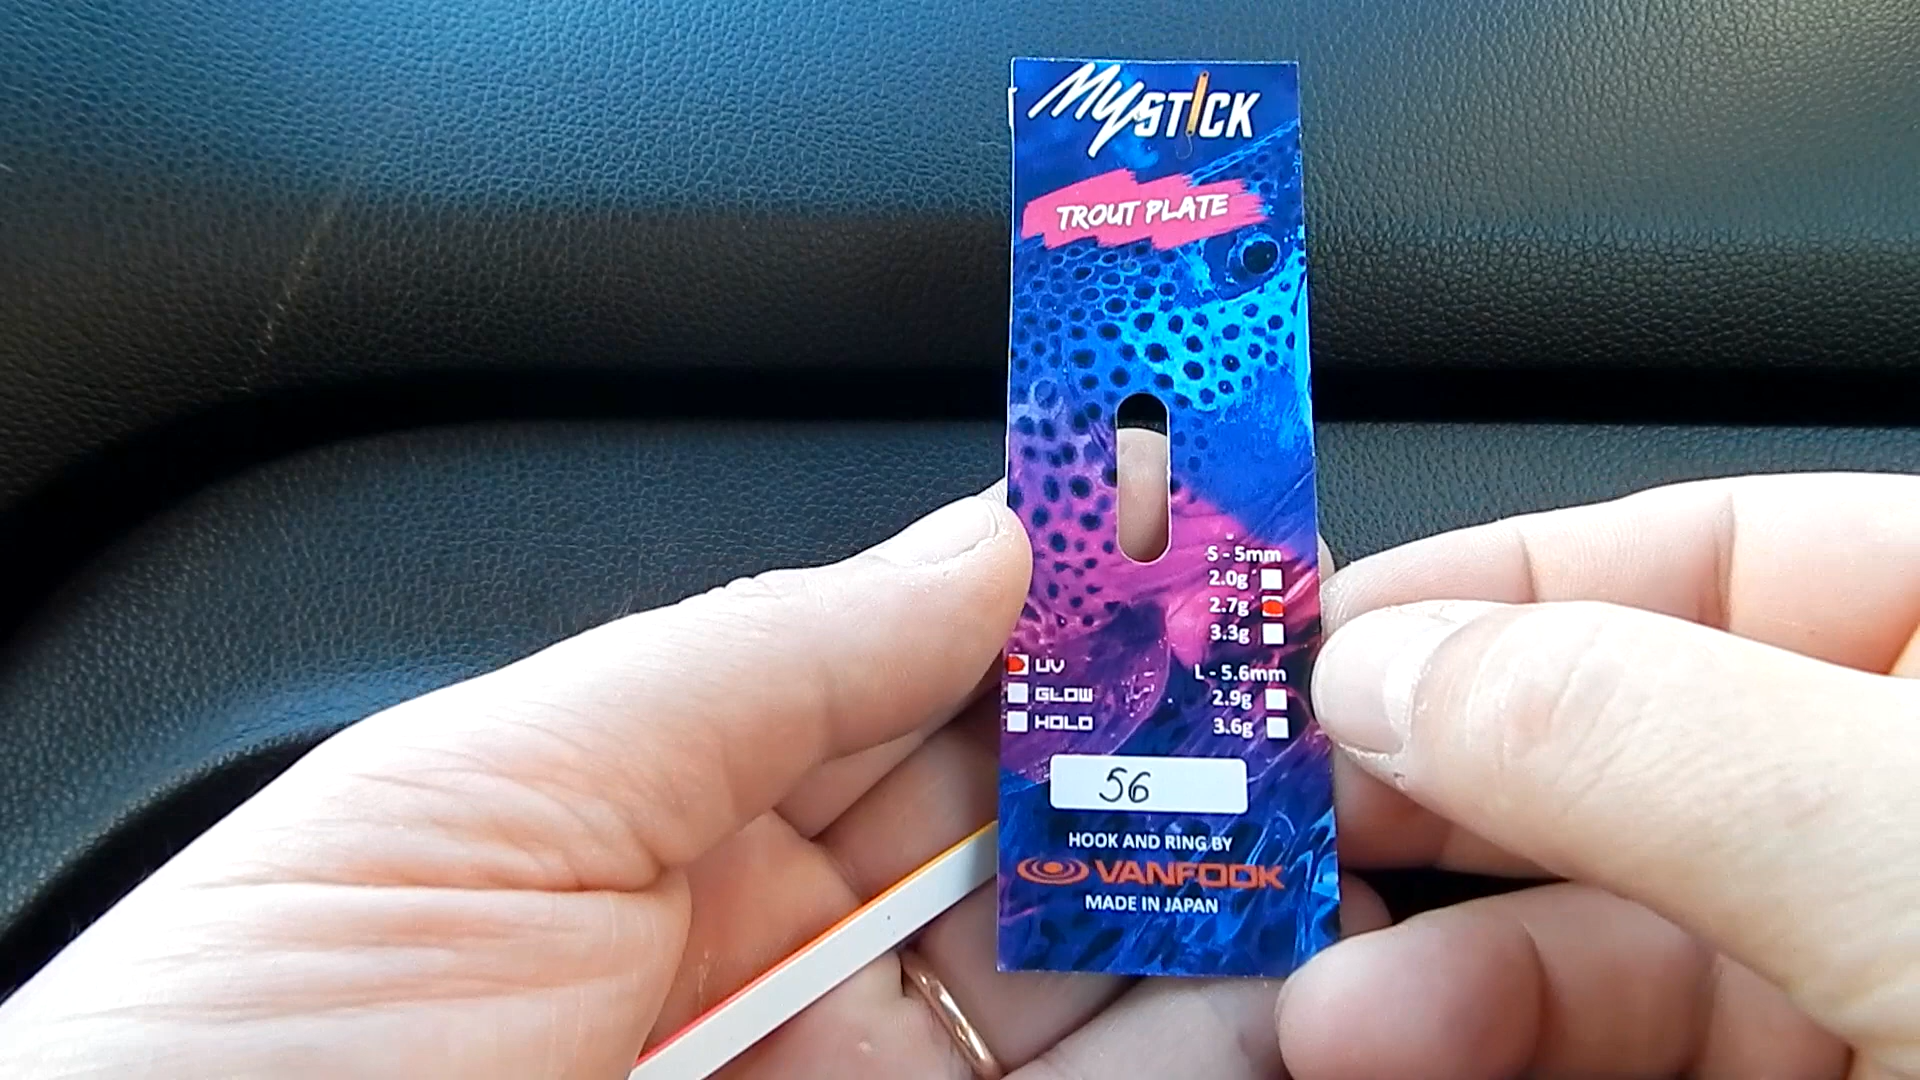 MySTICK
TROUT PLATE
S - 5mm
2.0g
2.7g
3.3g
UV
GLOW
HOLO
L - 5.6mm
2.9g
3.6g
56
HOOK AND RING BY
VANFOOK
MADE IN JAPAN